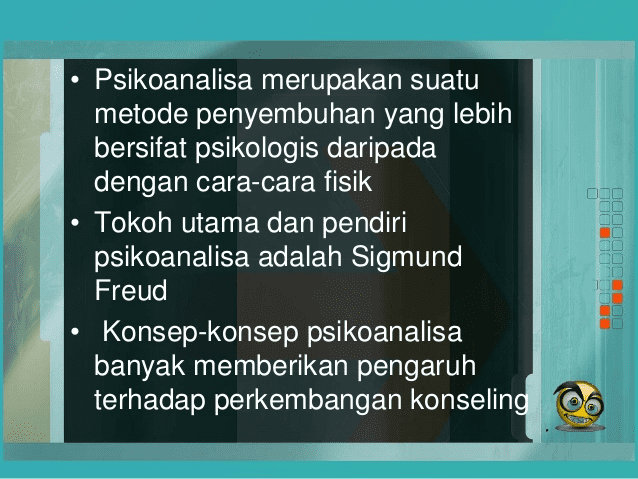 • Psikoanalisa merupakan suatu
metode penyembuhan yang lebih
bersifat psikologis daripada
dengan cara-cara fisik
• Tokoh utama dan pendiri
psikoanalisa adalah Sigmund
Freud
• Konsep-konsep psikoanalisa
banyak memberikan pengaruh
terhadap perkembangan konseling
.